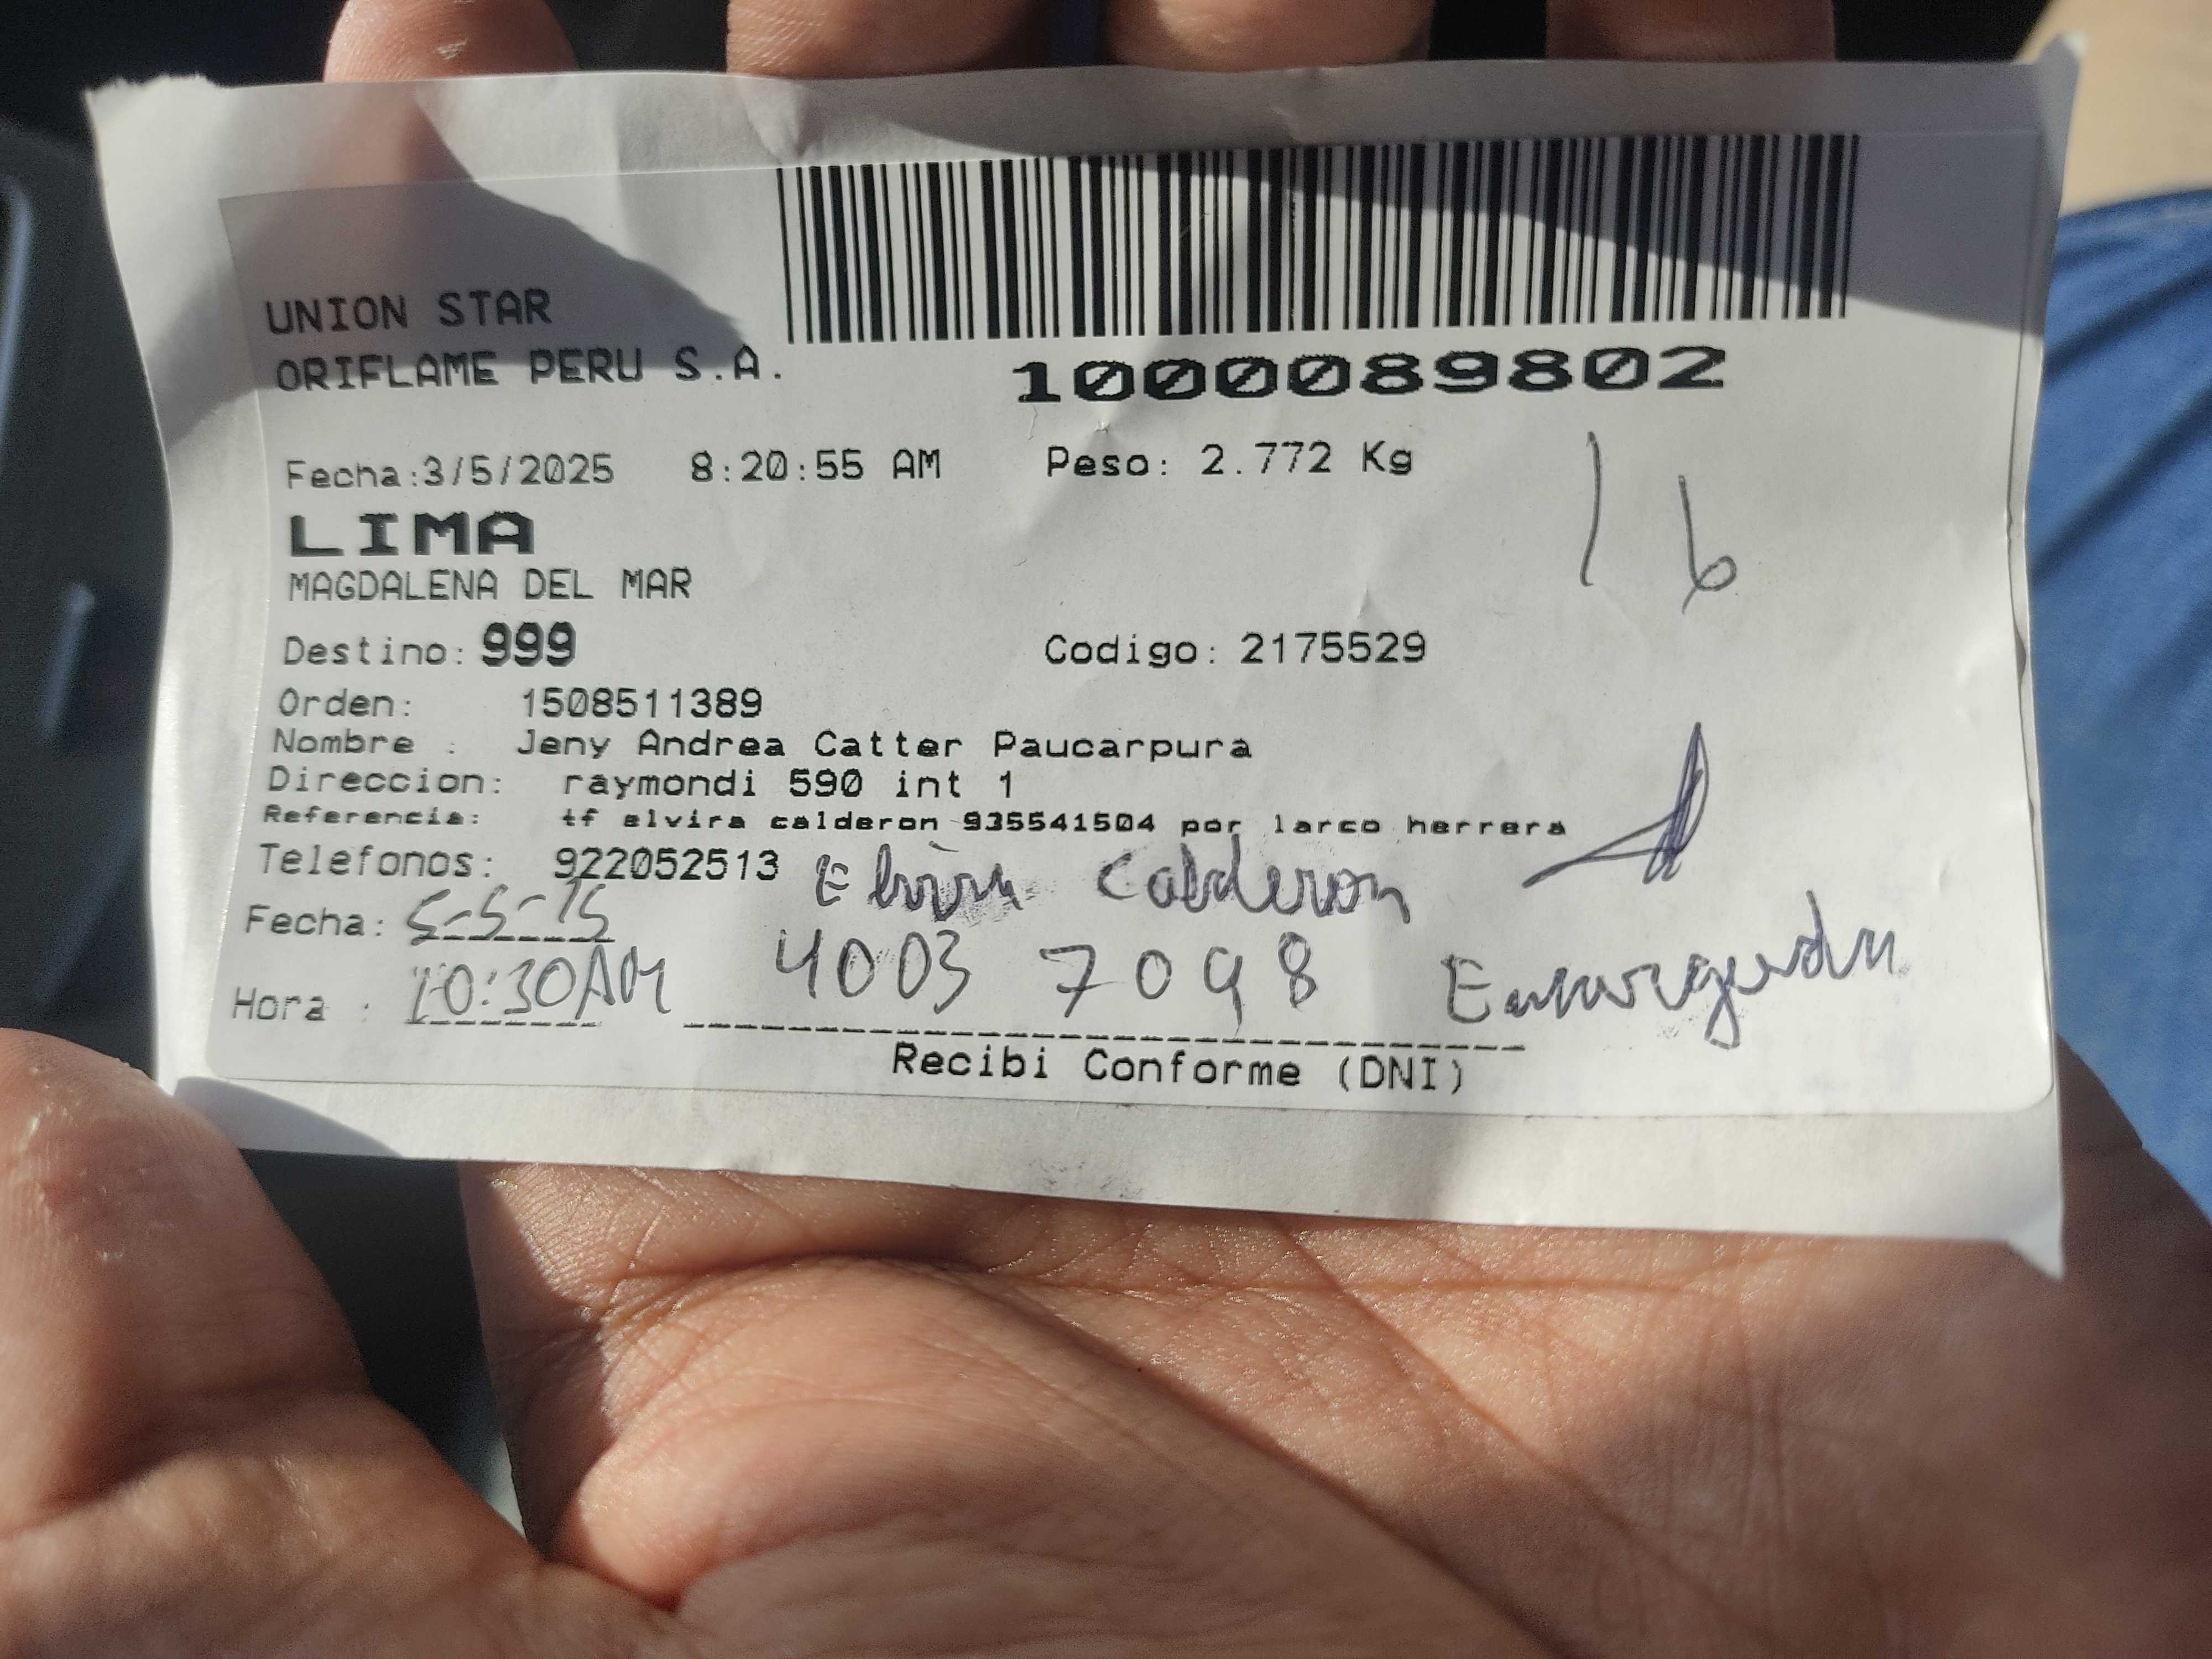 UNION STAR
ORIFLAME PERU S.A.
1000089802
Fecha:3/5/2025 8:20:55 AM Peso: 2.772 Kg
16
LIMA
MAGDALENA DEL MAR
Destino: 999 Codigo: 2175529
Orden: 1508511389
Nombre : Jeny Andrea Catter Paucarpura
Direccion: raymondi 590 int 1
Referencia: tf elvira calderon 935541504 por larco herrera
Telefonos: 922052513 Elvira Calderon
Fecha: 5-5-15
Hora : 10:30AM 4003 7098 Encargada
Recibi Conforme (DNI)